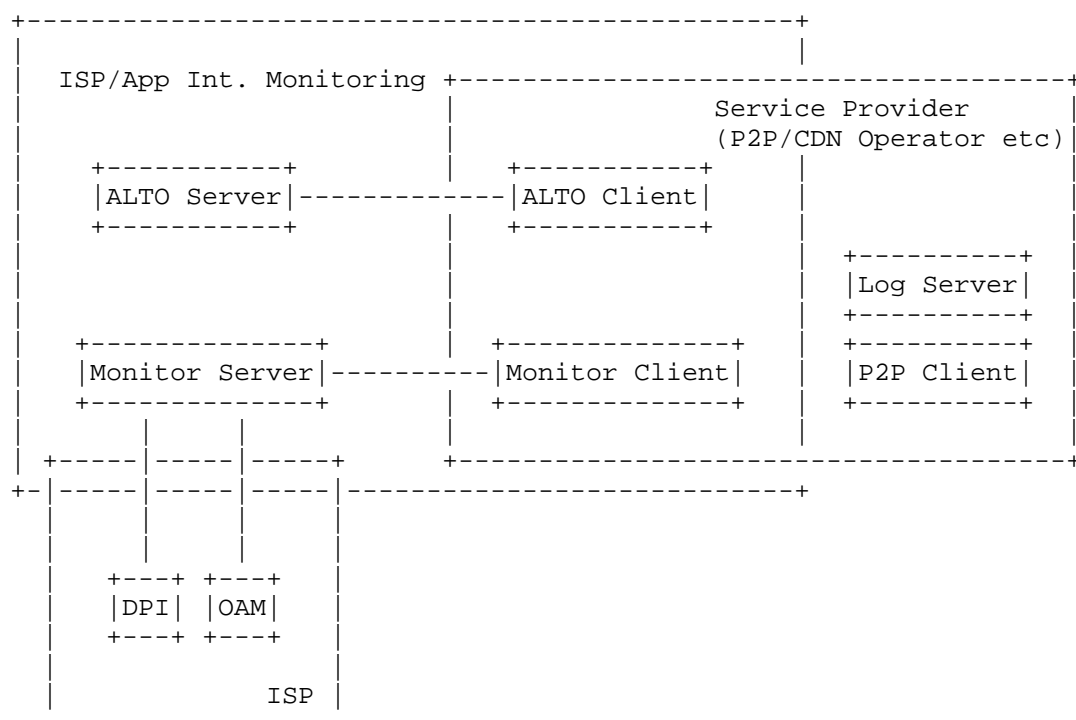 ISP/App Int. Monitoring
Service Provider
(P2P/CDN Operator etc)
ALTO Server ALTO Client
Log Server
Monitor Server Monitor Client P2P Client
DPI OAM
ISP